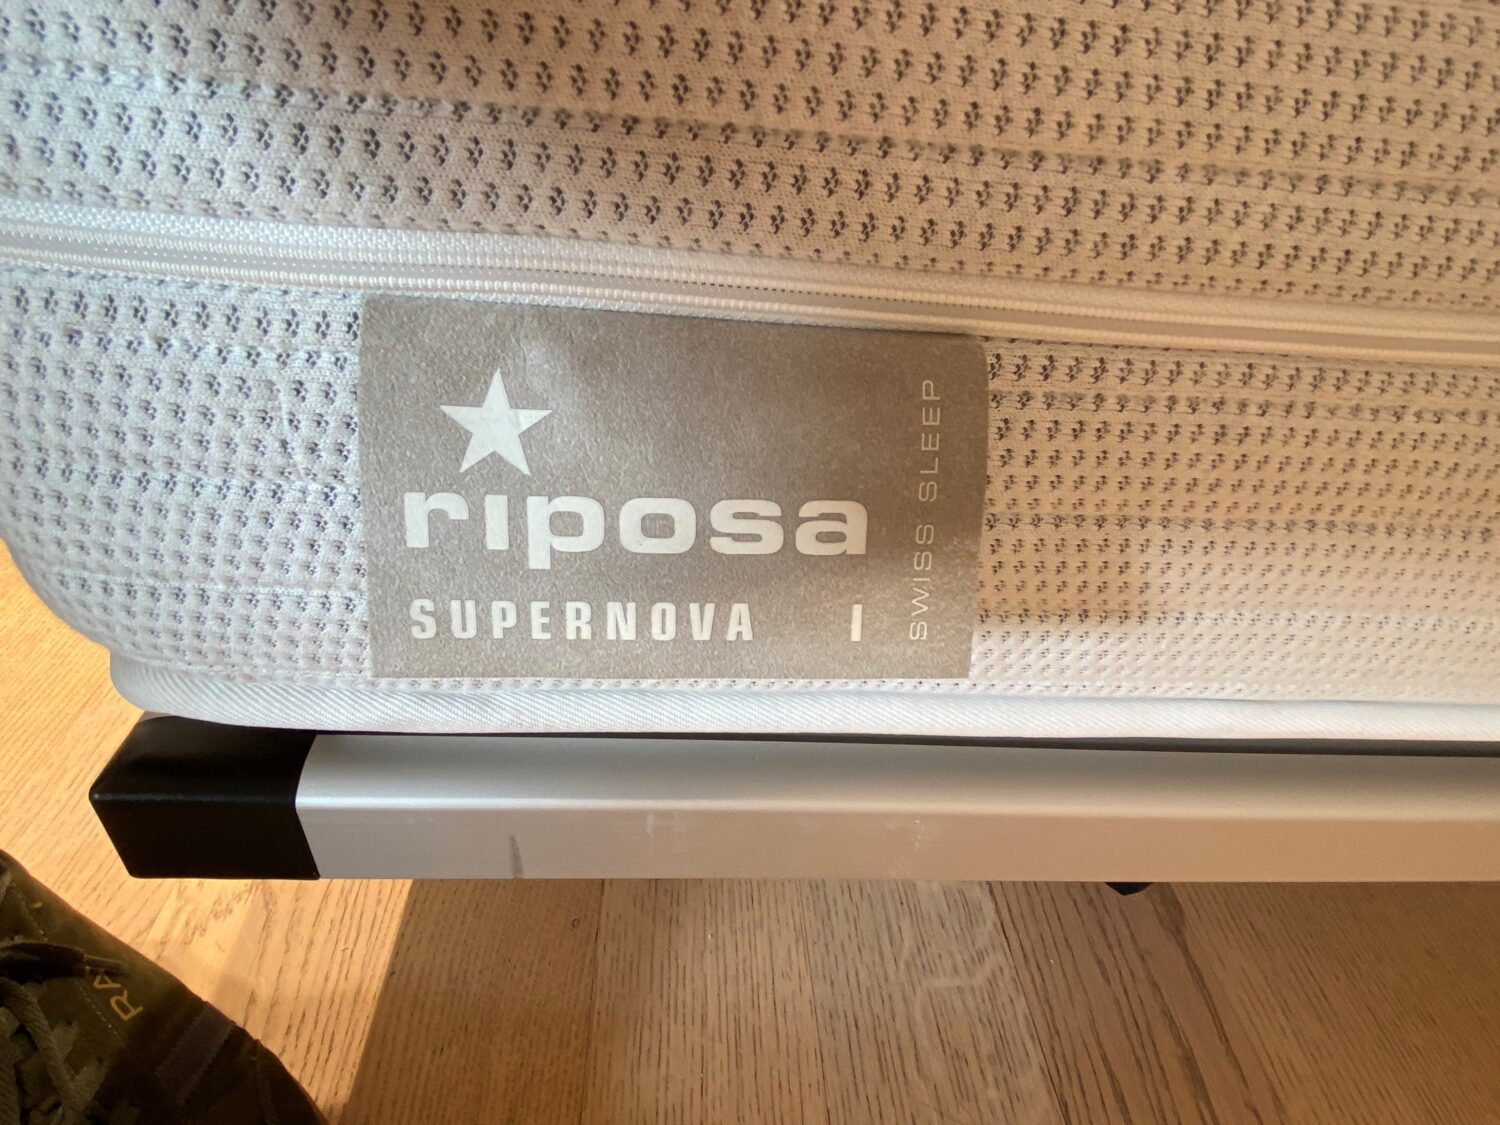 riposa
SUPERNOVA I
SWISS SLEEP